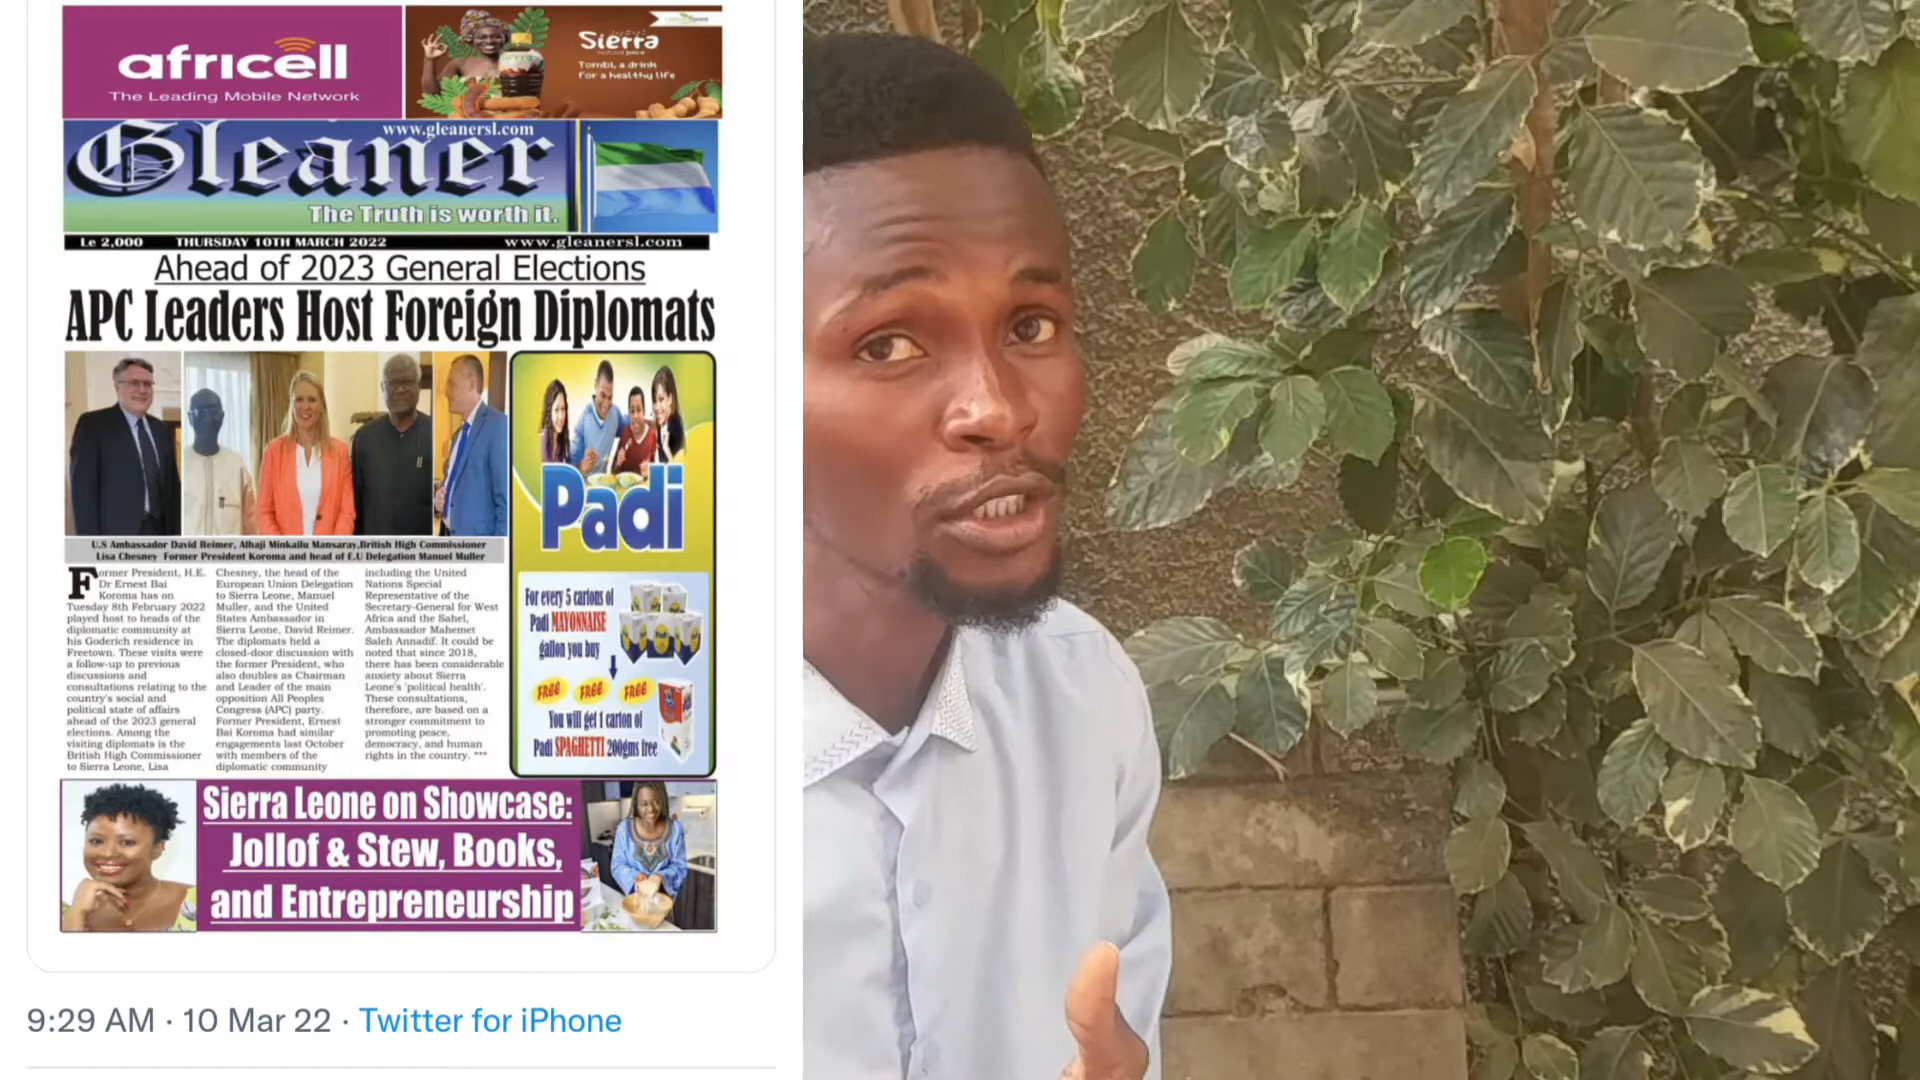 africell
The Leading Mobile Network
Sierra
Tombi, a drink
For a healthy life
www.gleanersl.com
Gleaner
The Truth is worth it.
Le 2,000 THURSDAY 10TH MARCH 2022 www.gleanersl.com
Ahead of 2023 General Elections
APC Leaders Host Foreign Diplomats
U.S Ambassador David Reimer, Alhaji Minkailu Mansaray,British High Commissioner
Lisa Chesney Former President Koroma and head of E.U Delegation Manuel Muller
Former President, H.E.
Dr Ernest Bai
Koroma has on
Tuesday 8th February 2022
played host to heads of the
diplomatic community at
his Goderich residence in
Freetown. These visits were
a follow-up to previous
discussions and
consultations relating to the
country's social and
political state of affairs
ahead of the 2023 general
elections. Among the
visiting diplomats is the
British High Commissioner
to Sierra Leone, Lisa
Chesney, the head of the
European Union Delegation
to Sierra Leone, Manuel
Muller, and the United
States Ambassador in
Sierra Leone, David Reimer.
The diplomats held a
closed-door discussion with
the former President, who
also doubles as Chairman
and Leader of the main
opposition All Peoples
Congress (APC) party.
Former President, Ernest
Bai Koroma had similar
engagements last October
with members of the
diplomatic community
including the United
Nations Special
Representative of the
Secretary-General for West
Africa and the Sahel,
Ambassador Mahemet
Saleh Annadif. It could be
noted that since 2018,
there has been considerable
anxiety about Sierra
Leone's 'political health'.
These consultations,
therefore, are based on a
stronger commitment to
promoting peace,
democracy, and human
rights in the country. ***
Padi
For every 5 cartons of
Padi MAYONNAISE
gallon you buy
FREE FREE FREE
You will get 1 carton of
Padi SPAGHETTI 200gms free
Sierra Leone on Showcase:
Jollof & Stew, Books,
and Entrepreneurship
9:29 AM · 10 Mar 22 · Twitter for iPhone